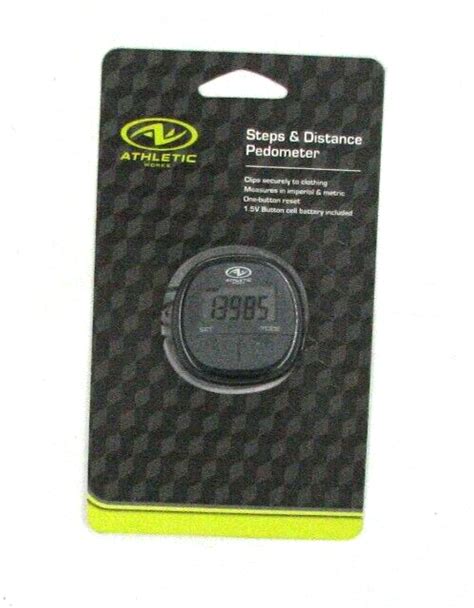 ATHLETIC
WORKS
Steps & Distance
Pedometer
Clips securely to clothing
Measures in imperial & metric
One-button reset
1.5V Button cell battery included
ATHLETIC
13985
SET
MODE